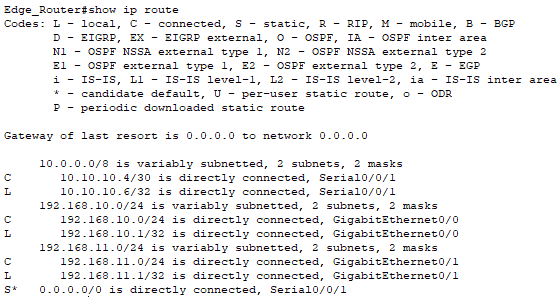 Edge_Router#show ip route
Codes: L - local, C - connected, S - static, R - RIP, M - mobile, B - BGP
D - EIGRP, EX - EIGRP external, O - OSPF, IA - OSPF inter area
N1 - OSPF NSSA external type 1, N2 - OSPF NSSA external type 2
E1 - OSPF external type 1, E2 - OSPF external type 2, E - EGP
i - IS-IS, L1 - IS-IS level-1, L2 - IS-IS level-2, ia - IS-IS inter area
* - candidate default, U - per-user static route, o - ODR
P - periodic downloaded static route
Gateway of last resort is 0.0.0.0 to network 0.0.0.0
10.0.0.0/8 is variably subnetted, 2 subnets, 2 masks
C 10.10.10.4/30 is directly connected, Serial0/0/1
L 10.10.10.6/32 is directly connected, Serial0/0/1
192.168.10.0/24 is variably subnetted, 2 subnets, 2 masks
C 192.168.10.0/24 is directly connected, GigabitEthernet0/0
L 192.168.10.1/32 is directly connected, GigabitEthernet0/0
192.168.11.0/24 is variably subnetted, 2 subnets, 2 masks
C 192.168.11.0/24 is directly connected, GigabitEthernet0/1
L 192.168.11.1/32 is directly connected, GigabitEthernet0/1
S* 0.0.0.0/0 is directly connected, Serial0/0/1